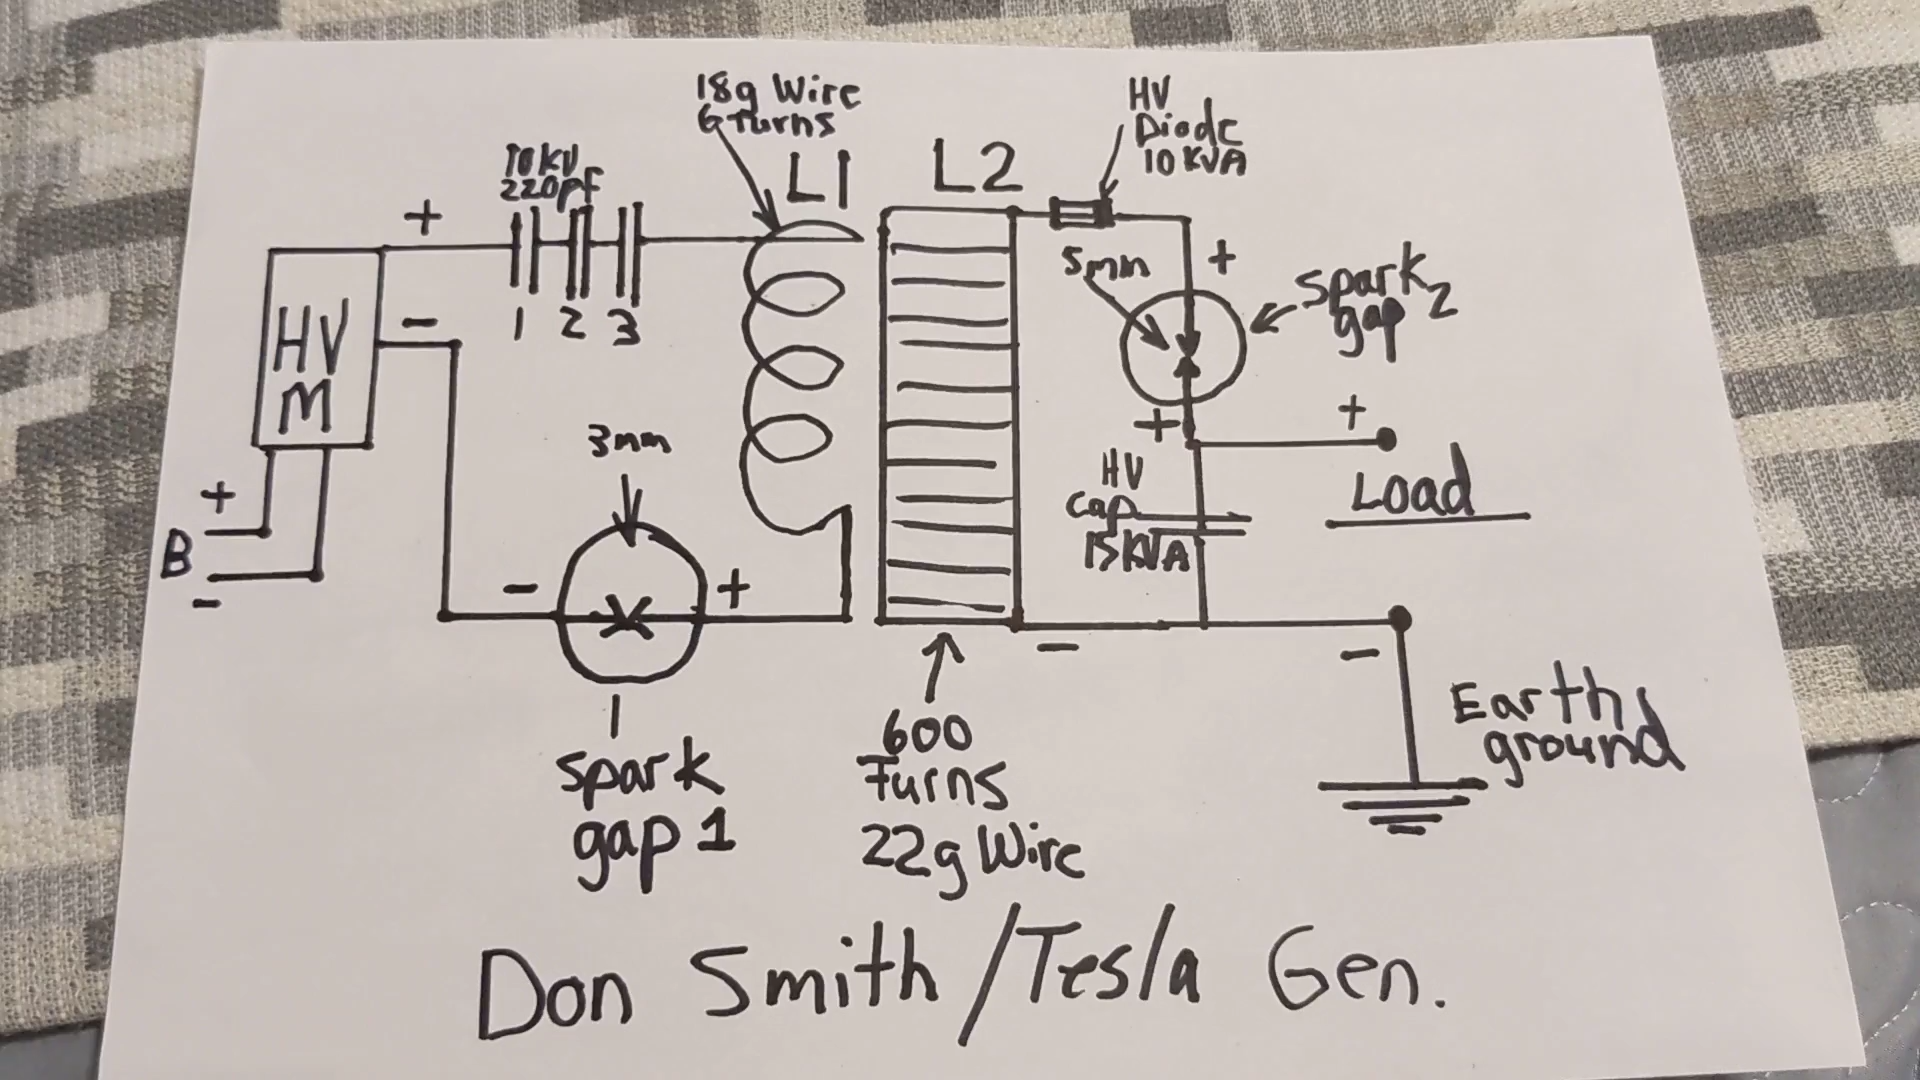 18g Wire
6 Turns
L1
L2
HV
Diode
10 KVA
10 KV
220pf
+
-
1 2 3
HV
M
+
B
-
3mm
-
+
1
Spark
gap 1
5mm
+
Spark
gap 2
+
+
Load
HV
Cap
15 KVA
-
-
Earth
ground
600
Turns
22g Wire
Don Smith/Tesla Gen.